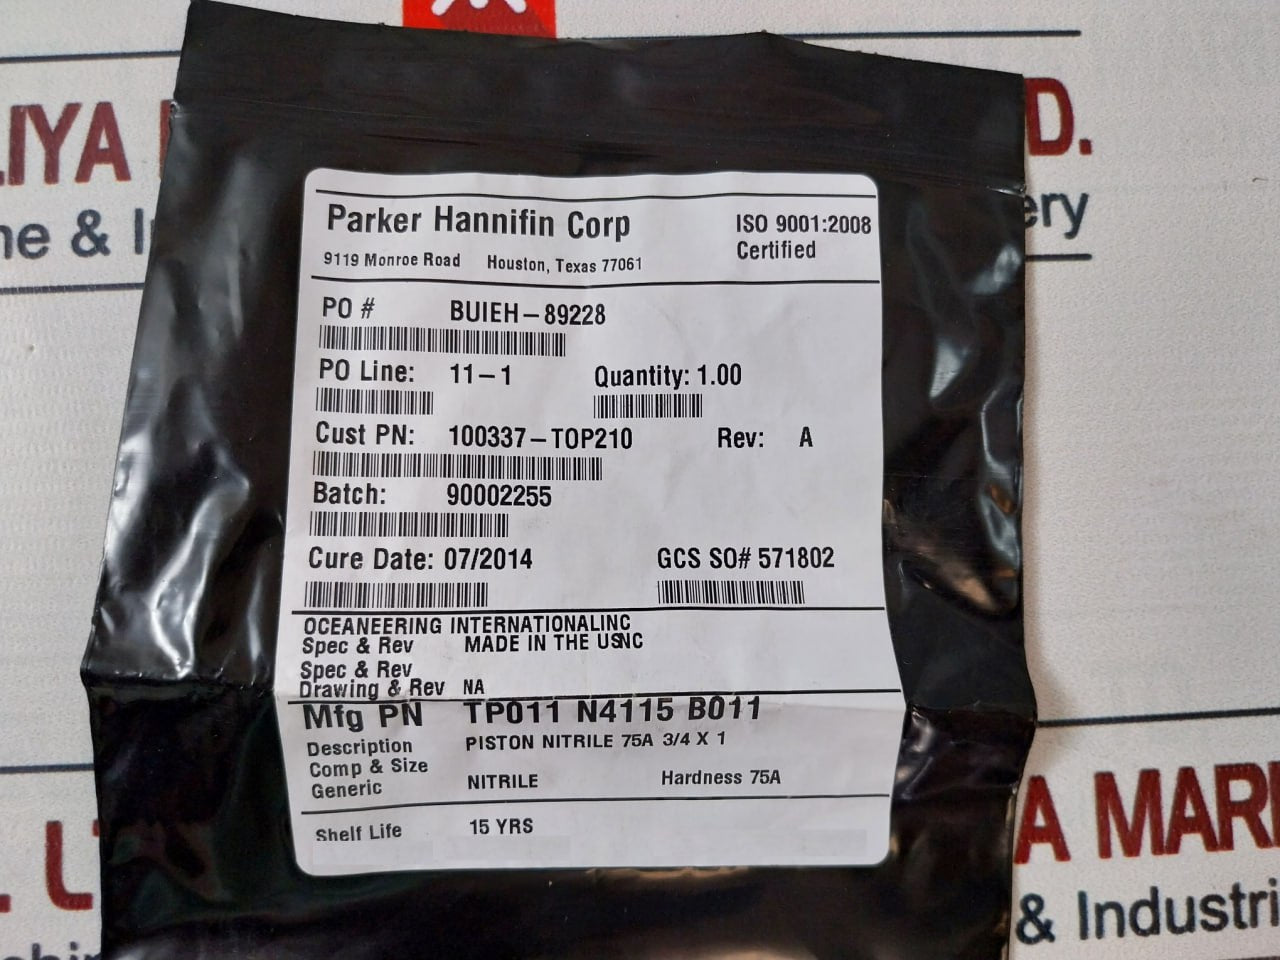 LIYA
D.
ne & I
ery
Parker Hannifin Corp
ISO 9001:2008
Certified
9119 Monroe Road Houston, Texas 77061
PO # BUIEH-89228
PO Line: 11-1 Quantity: 1.00
Cust PN: 100337-TOP210 Rev: A
Batch: 90002255
Cure Date: 07/2014 GCS SO# 571802
OCEANEERING INTERNATIONALINC
Spec & Rev MADE IN THE USNC
Spec & Rev
Drawing & Rev NA
Mfg PN TP011 N4115 B011
Description PISTON NITRILE 75A 3/4 X 1
Comp & Size
Generic NITRILE Hardness 75A
Shelf Life 15 YRS
A MAR
& Industri